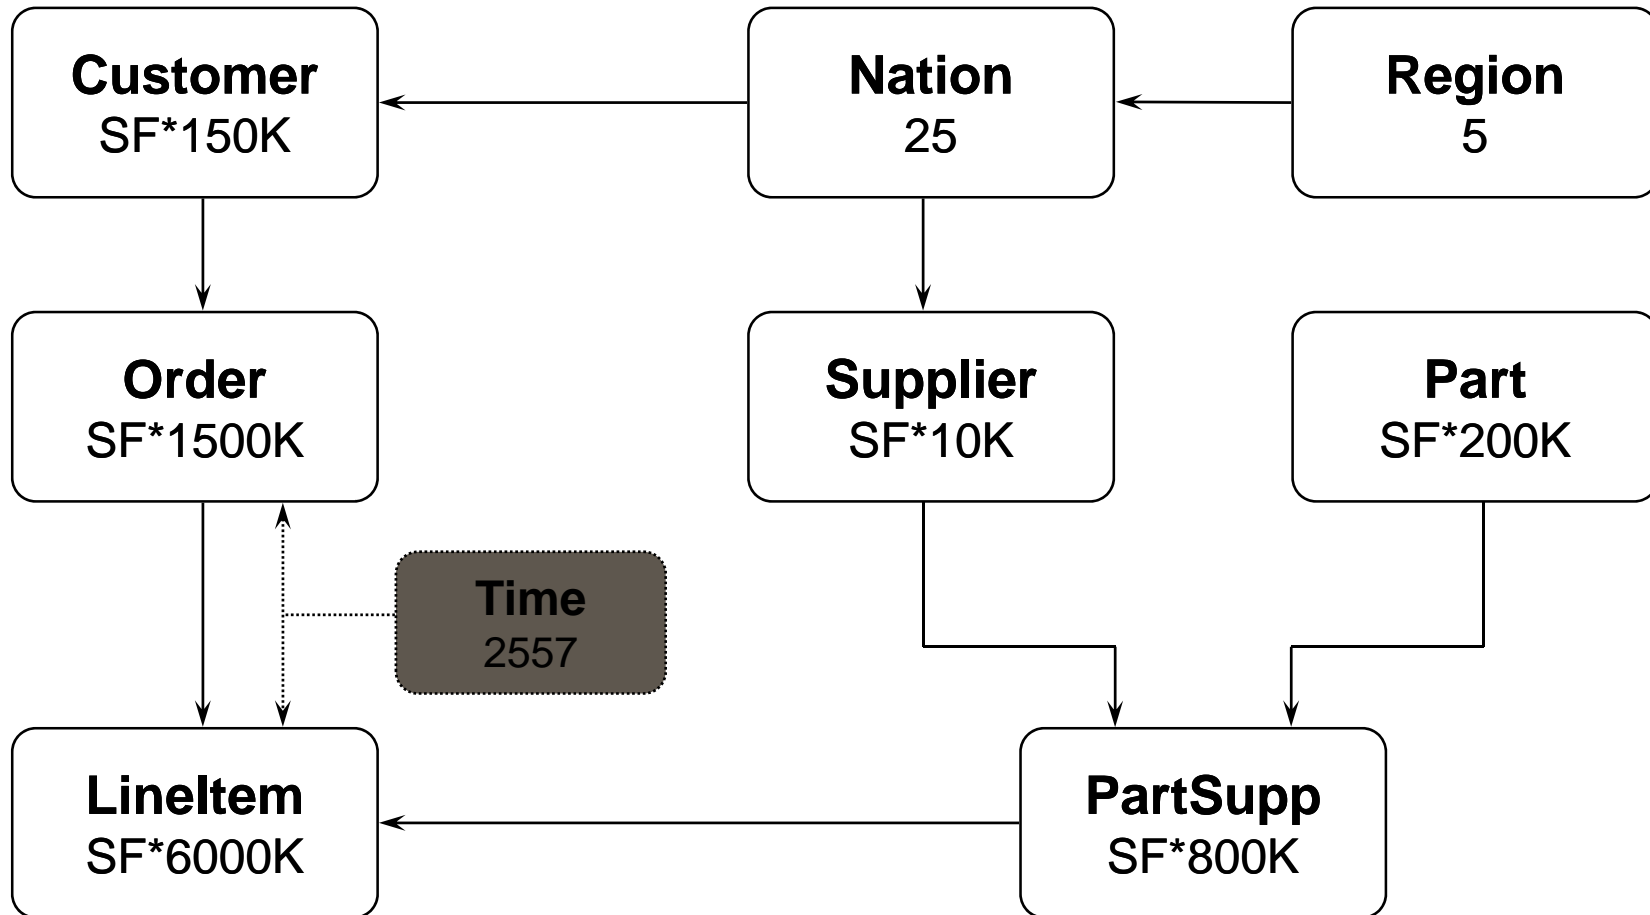 Customer
SF*150K
Nation
25
Region
5
Order
SF*1500K
Supplier
SF*10K
Part
SF*200K
Time
2557
LineItem
SF*6000K
PartSupp
SF*800K